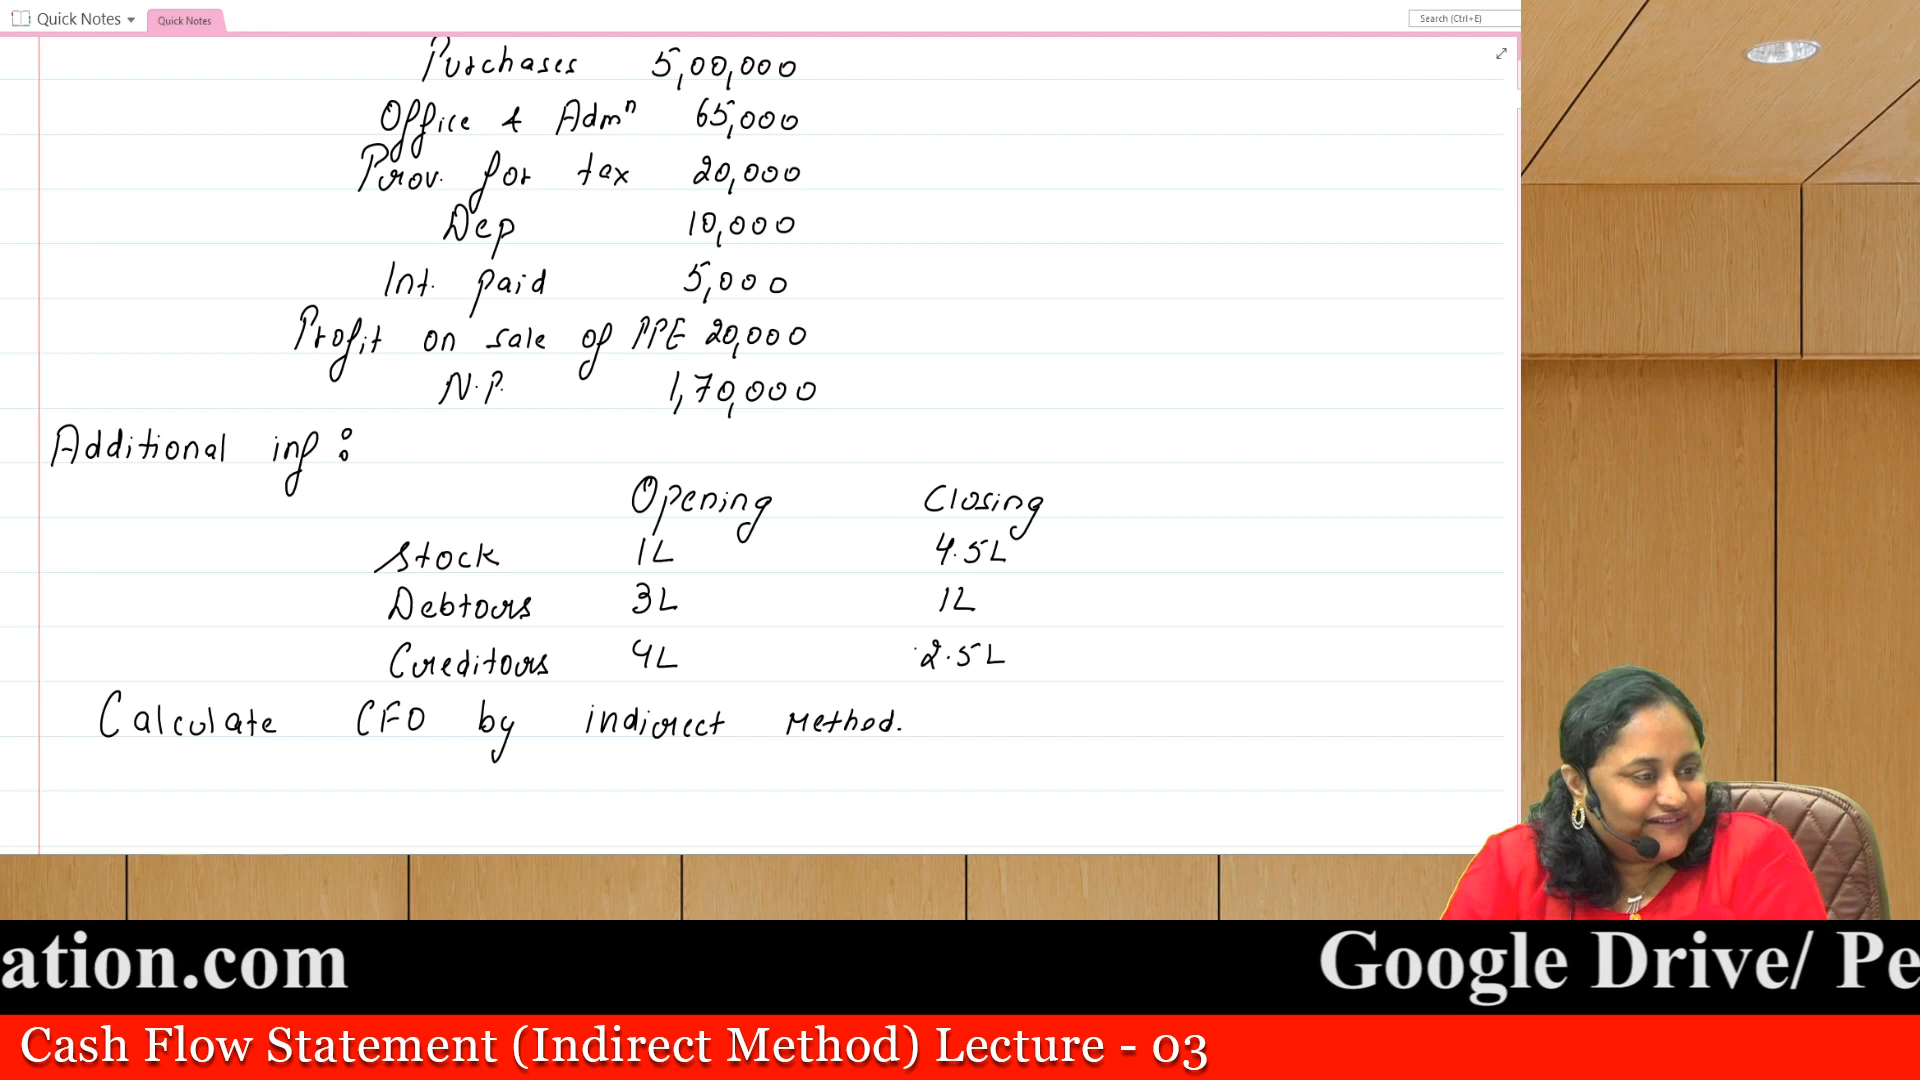 Quick Notes Quick Notes Search (Ctrl+E)
Purchases 5,00,000
Office & Admⁿ 65,000
Prov. for tax 20,000
Dep 10,000
Int. paid 5,000
Profit on sale of PPE 20,000
N.P. 1,70,000
Additional inf :
Opening Closing
Stock 1L 4.5L
Debtors 3L 1L
Creditors 4L 2.5L
Calculate CFO by indirect method.
ation.com Google Drive/ Pe
Cash Flow Statement (Indirect Method) Lecture - 03